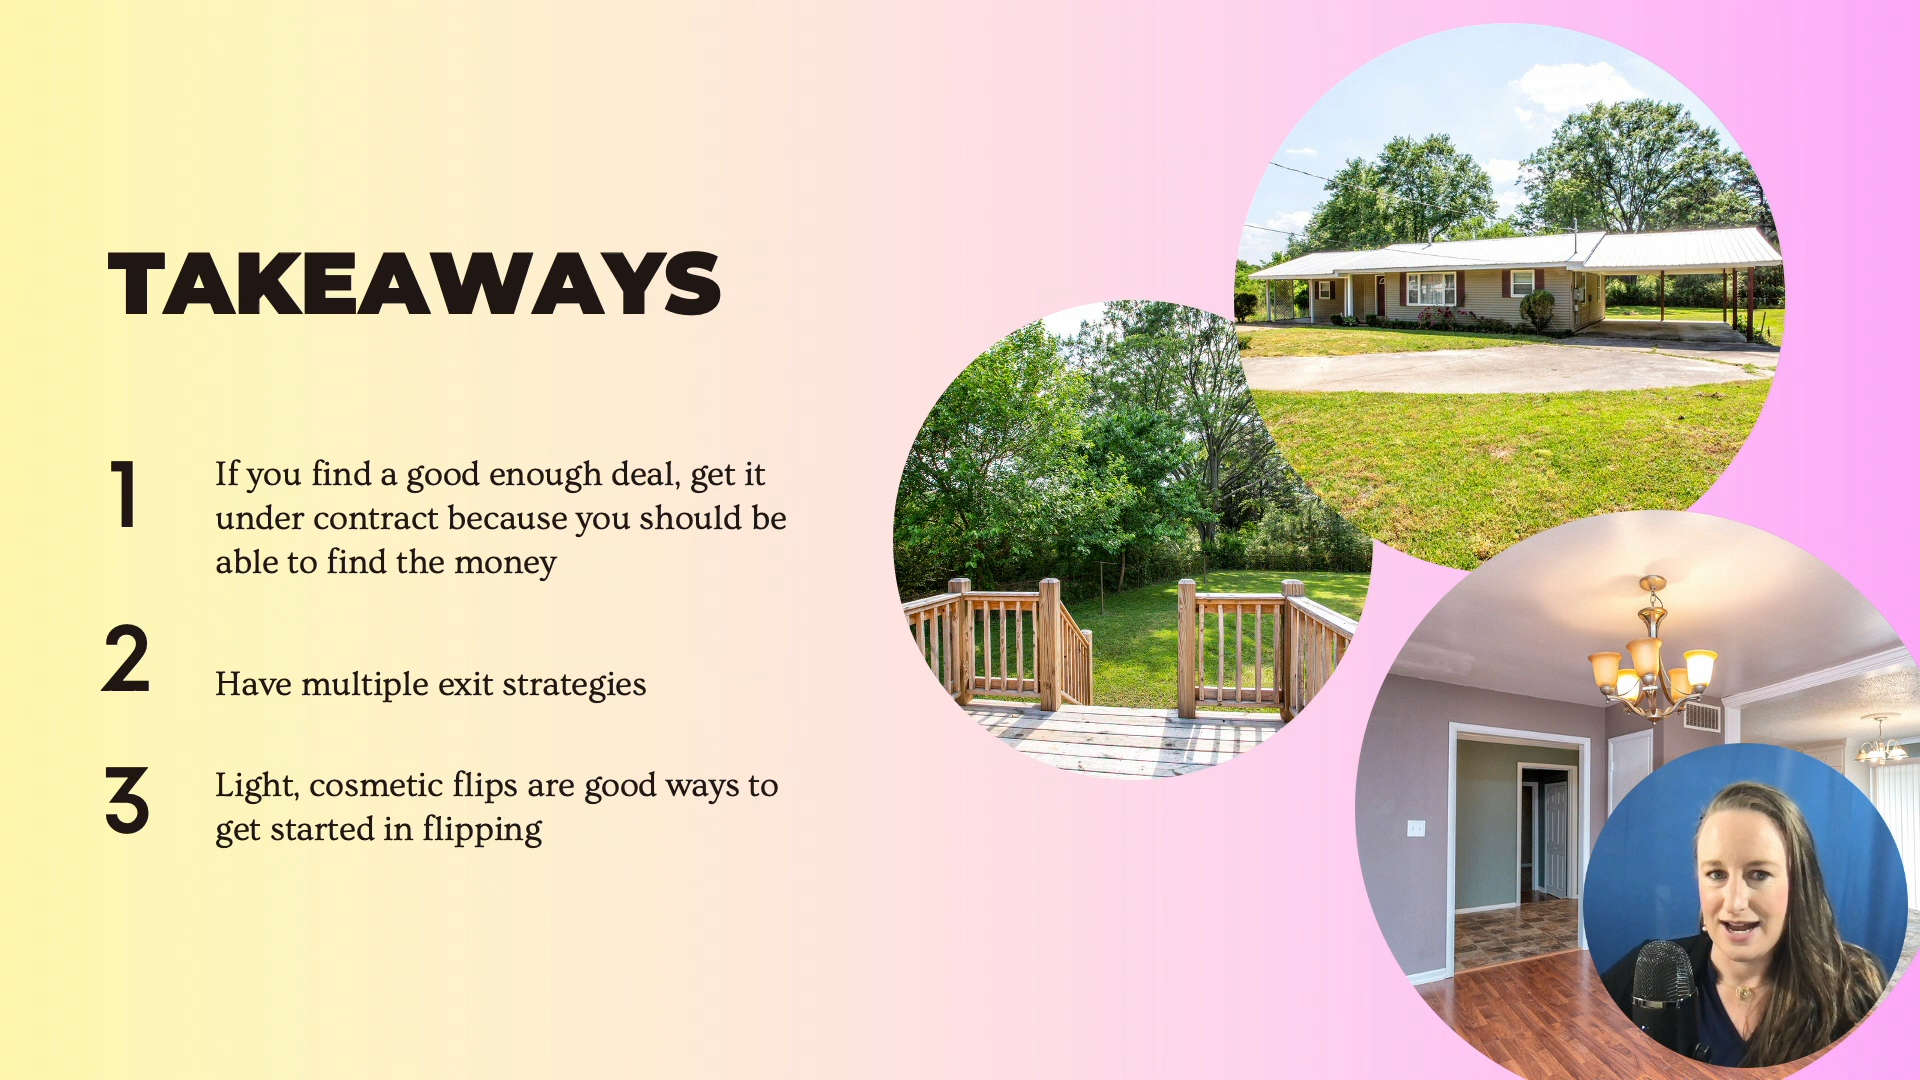 TAKEAWAYS
1
If you find a good enough deal, get it
under contract because you should be
able to find the money
2
Have multiple exit strategies
3
Light, cosmetic flips are good ways to
get started in flipping